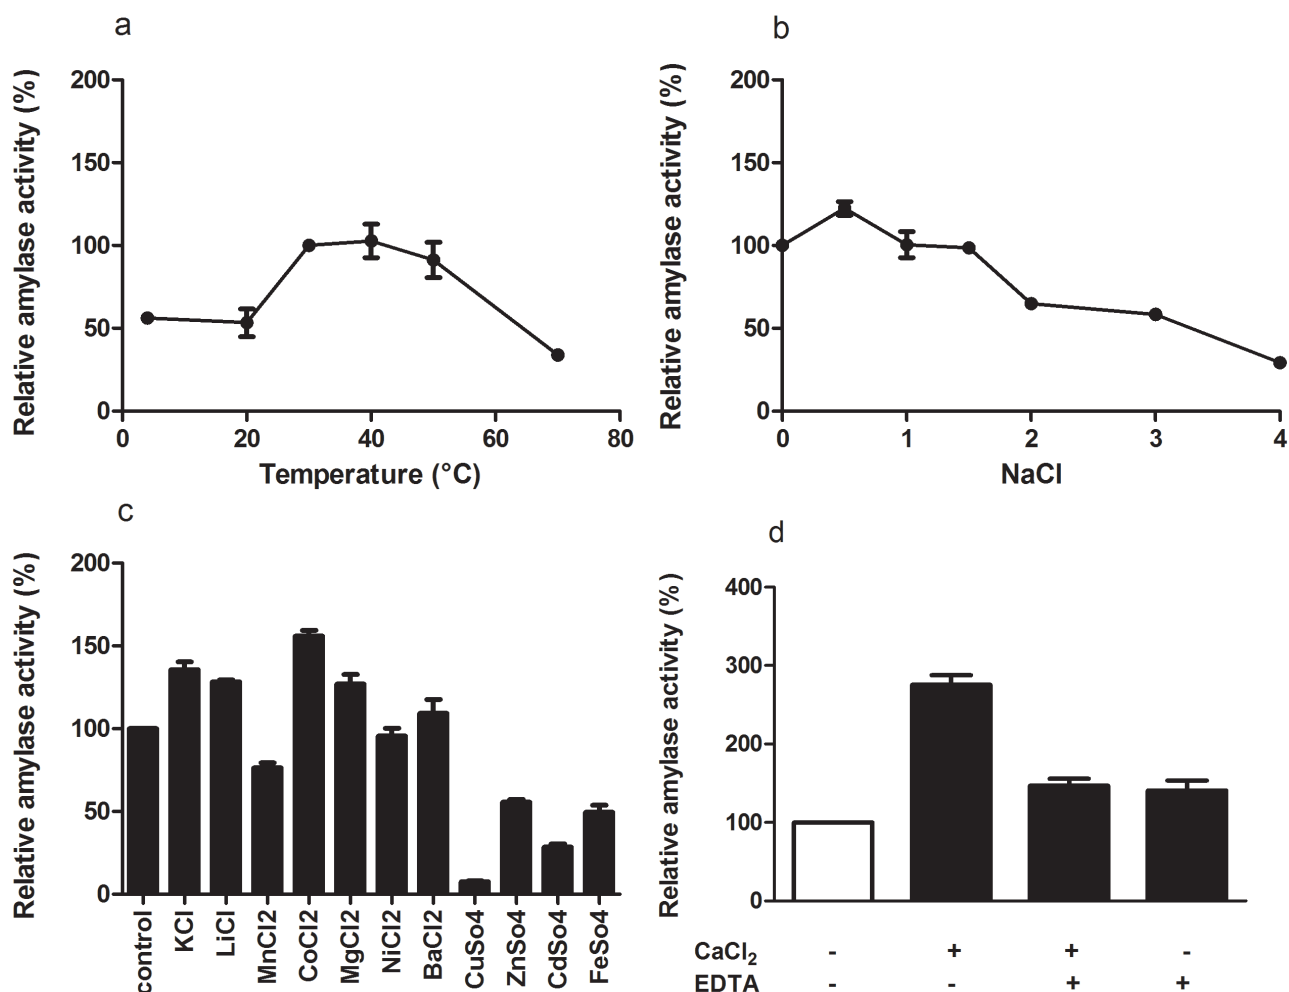 a
Relative amylase activity (%)
200
150
100
50
0
0 20 40 60 80
Temperature (°C)
b
Relative amylase activity (%)
200
150
100
50
0
0 1 2 3 4
NaCl
c
Relative amylase activity (%)
200
150
100
50
0
control
KCl
LiCl
MnCl2
CoCl2
MgCl2
NiCl2
BaCl2
CuSo4
ZnSo4
CdSo4
FeSo4
d
Relative amylase activity (%)
400
300
200
100
0
CaCl₂ - + + -
EDTA - - + +